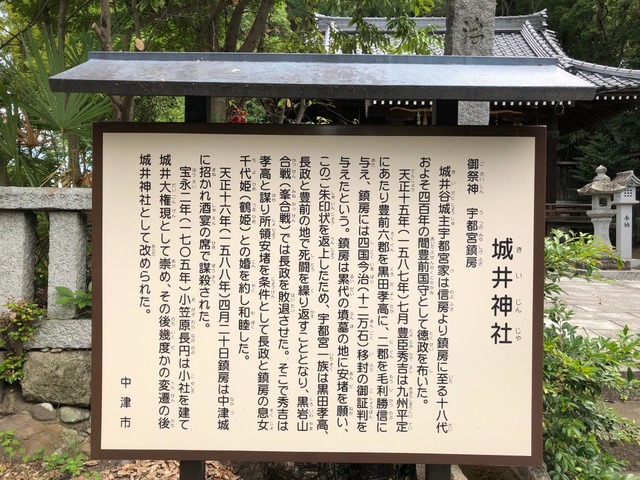 城井神社
御祭神　宇都宮鎮房
城井谷城主宇都宮家は信房より鎮房に至る十八代
およそ四百年の間豊前国守として徳政を布いた。
天正十五年（一五八七年）七月豊臣秀吉は九州平定
にあたり豊前六郡を黒田孝高に、二郡を毛利勝信に
与え、鎮房には四国今治（十二万石）移封の御証判を
与えたという。鎮房は累代の墳墓の地に安堵を願い、
このご朱印状を返上したため、宇都宮一族は黒田孝高、
長政と豊前の地で死闘を繰り返すこととなり、黒岩山
合戦（峯合戦）では長政を敗退させた。そこで秀吉は
孝高と謀り所領安堵を条件として長政と鎮房の息女
千代姫（鶴姫）との婚を約し和睦した。
天正十六年（一五八八年）四月二十日鎮房は中津城
に招かれ酒宴の席で謀殺された。
宝永二年（一七〇五年）小笠原長円は小社を建て
城井大権現として崇め、その後幾度かの変遷の後
城井神社として改められた。
中津市